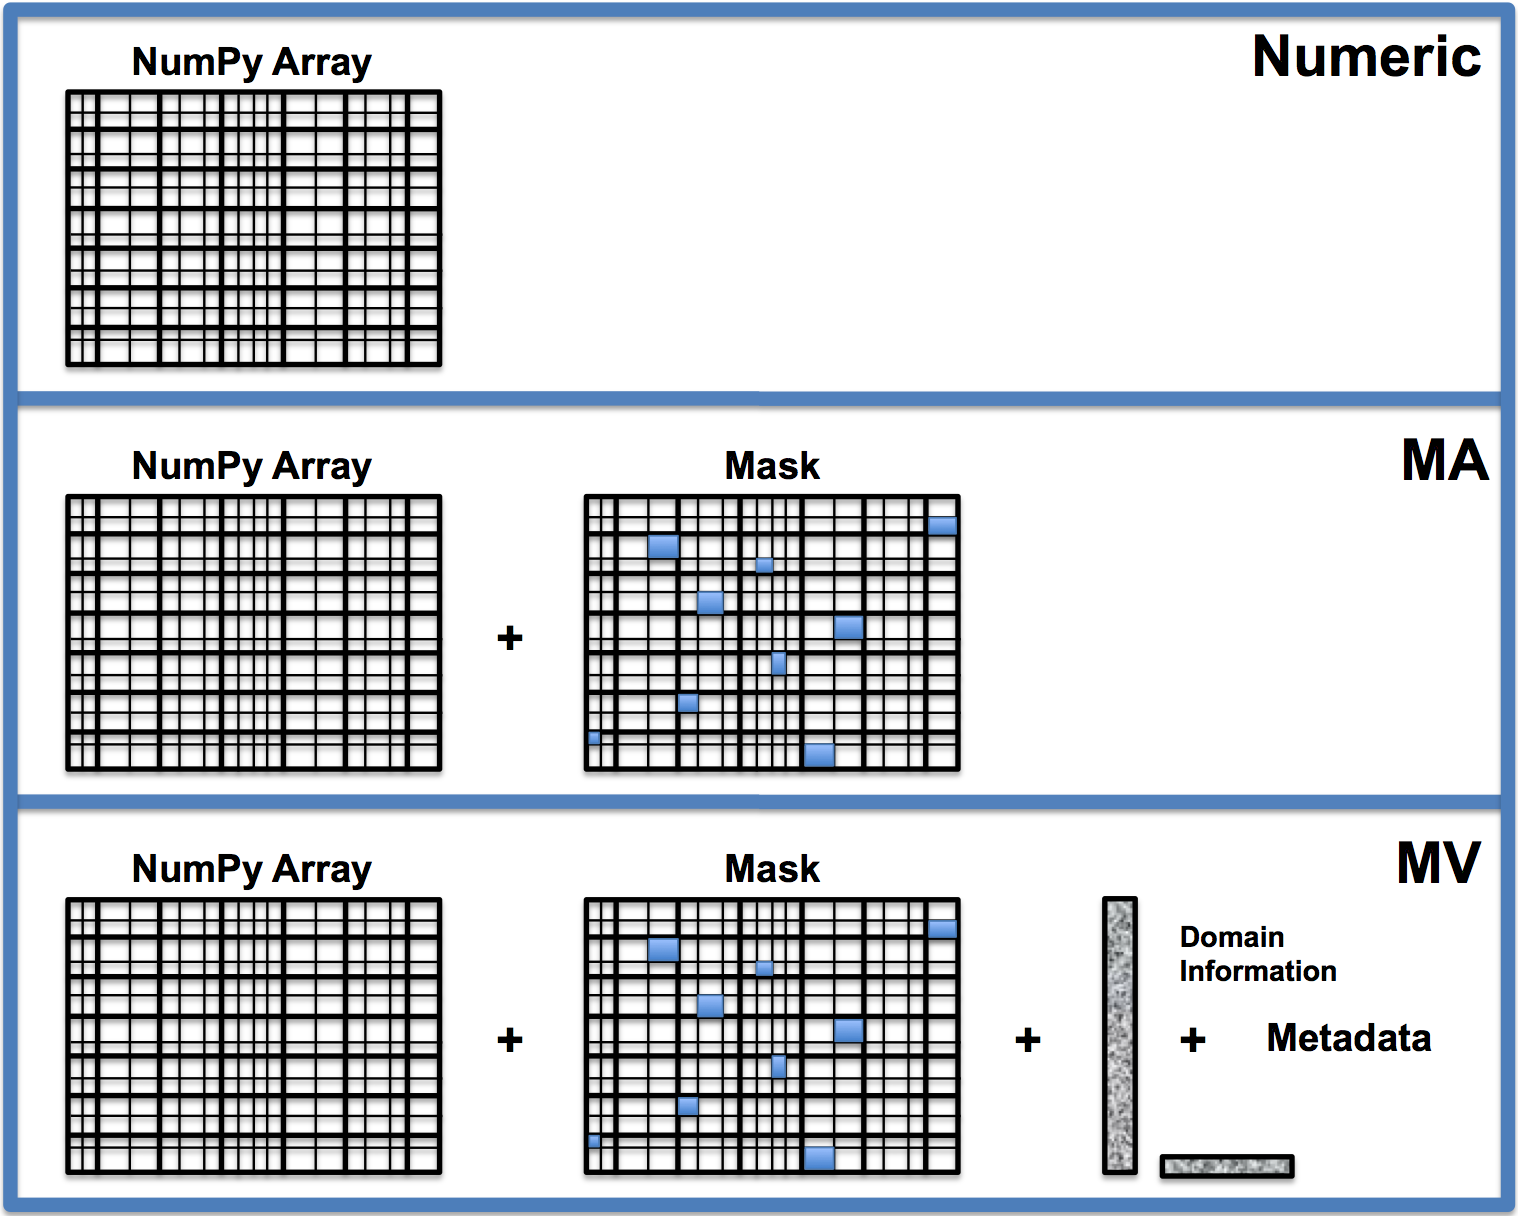 NumPy Array
Numeric
NumPy Array
Mask
MA
+
NumPy Array
Mask
MV
Domain
Information
+
+
+
Metadata